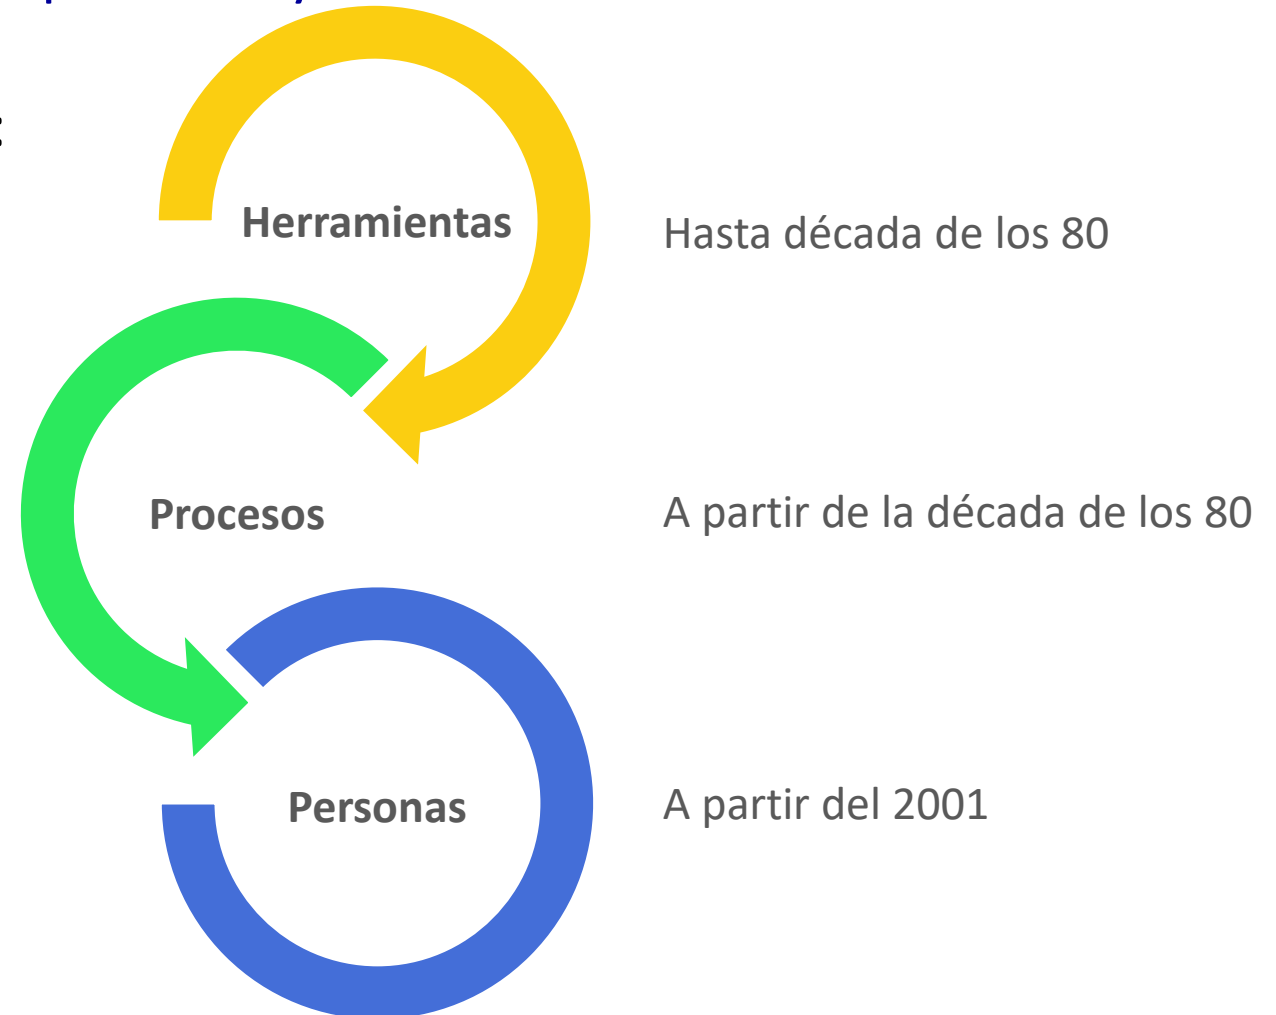 :
Herramientas
Hasta década de los 80
Procesos
A partir de la década de los 80
Personas
A partir del 2001